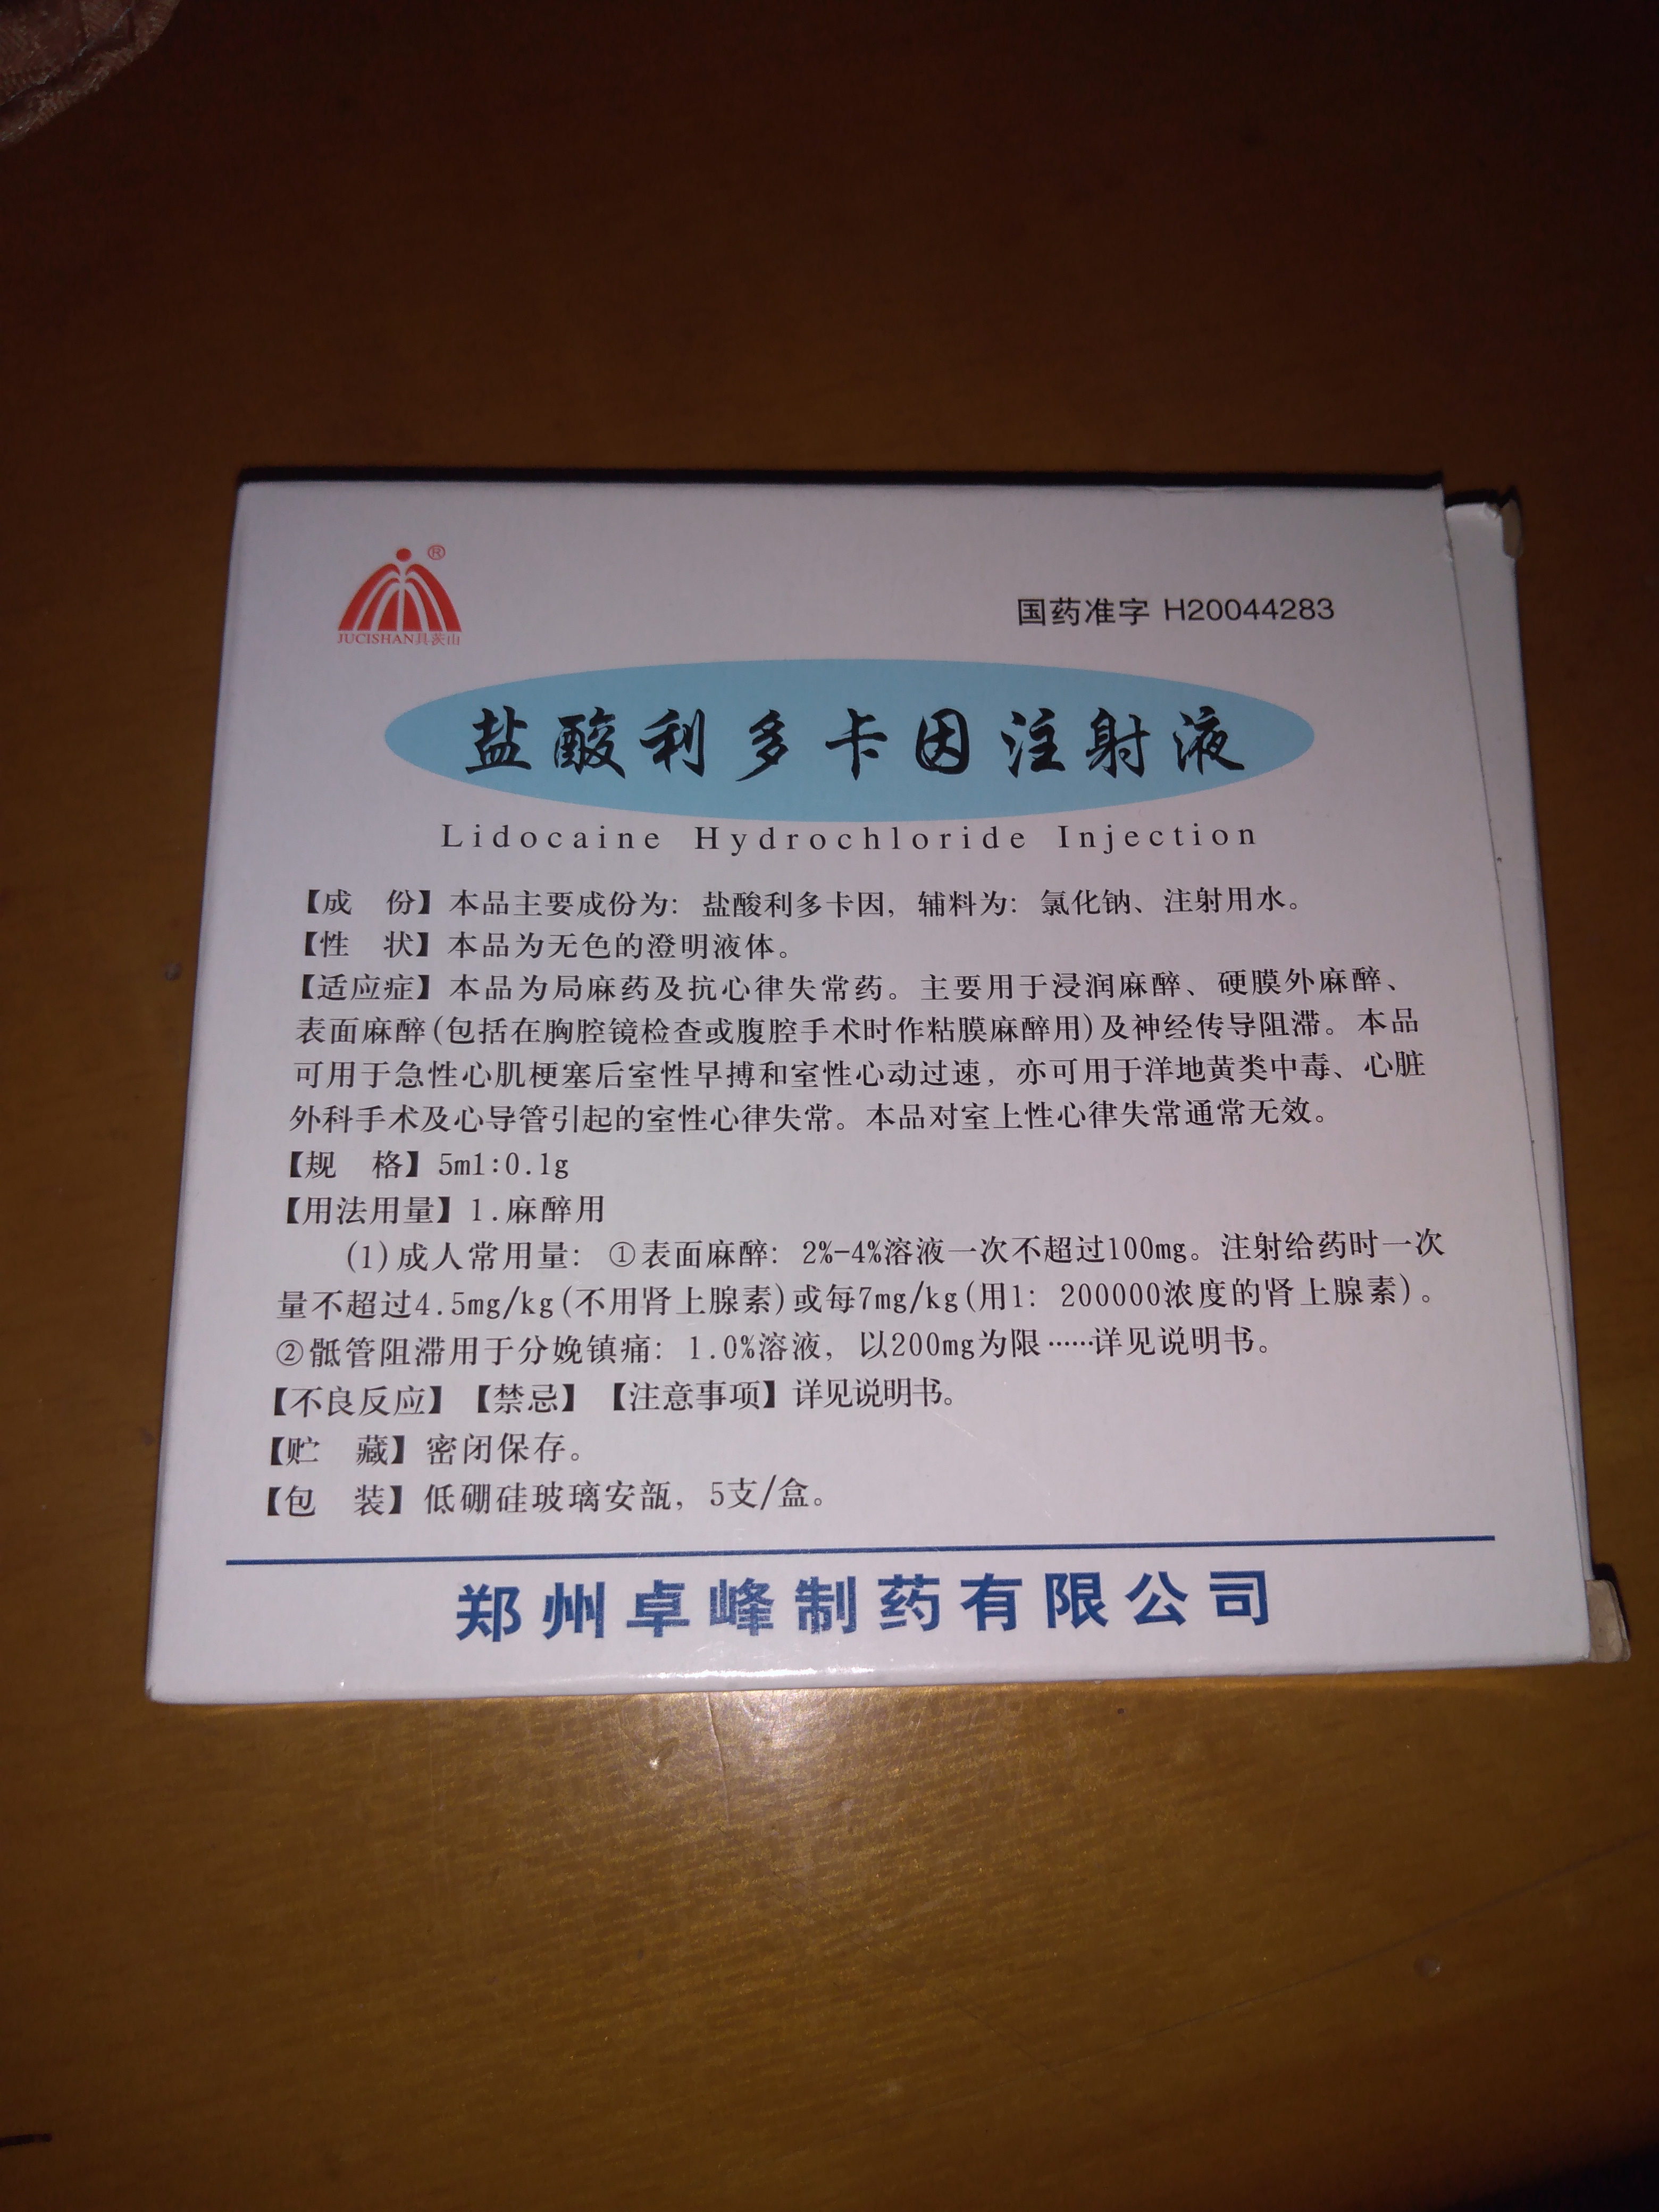 ®
JUCISHAN具茨山
国药准字 H20044283
盐酸利多卡因注射液
Lidocaine Hydrochloride Injection
【成　份】本品主要成份为：盐酸利多卡因，辅料为：氯化钠、注射用水。
【性　状】本品为无色的澄明液体。
【适应症】本品为局麻药及抗心律失常药。主要用于浸润麻醉、硬膜外麻醉、
表面麻醉(包括在胸腔镜检查或腹腔手术时作粘膜麻醉用)及神经传导阻滞。本品
可用于急性心肌梗塞后室性早搏和室性心动过速，亦可用于洋地黄类中毒、心脏
外科手术及心导管引起的室性心律失常。本品对室上性心律失常通常无效。
【规　格】5ml:0.1g
【用法用量】1.麻醉用
(1)成人常用量：①表面麻醉：2%-4%溶液一次不超过100mg。注射给药时一次
量不超过4.5mg/kg(不用肾上腺素)或每7mg/kg(用1：200000浓度的肾上腺素)。
②骶管阻滞用于分娩镇痛：1.0%溶液，以200mg为限……详见说明书。
【不良反应】【禁忌】【注意事项】详见说明书。
【贮　藏】密闭保存。
【包　装】低硼硅玻璃安瓿，5支/盒。
郑州卓峰制药有限公司